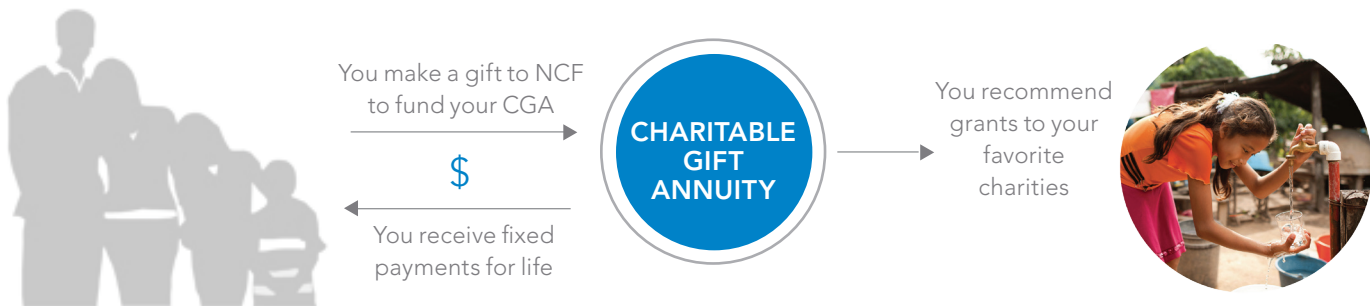 You make a gift to NCF
to fund your CGA
$
You receive fixed
payments for life
CHARITABLE
GIFT
ANNUITY
You recommend
grants to your
favorite
charities